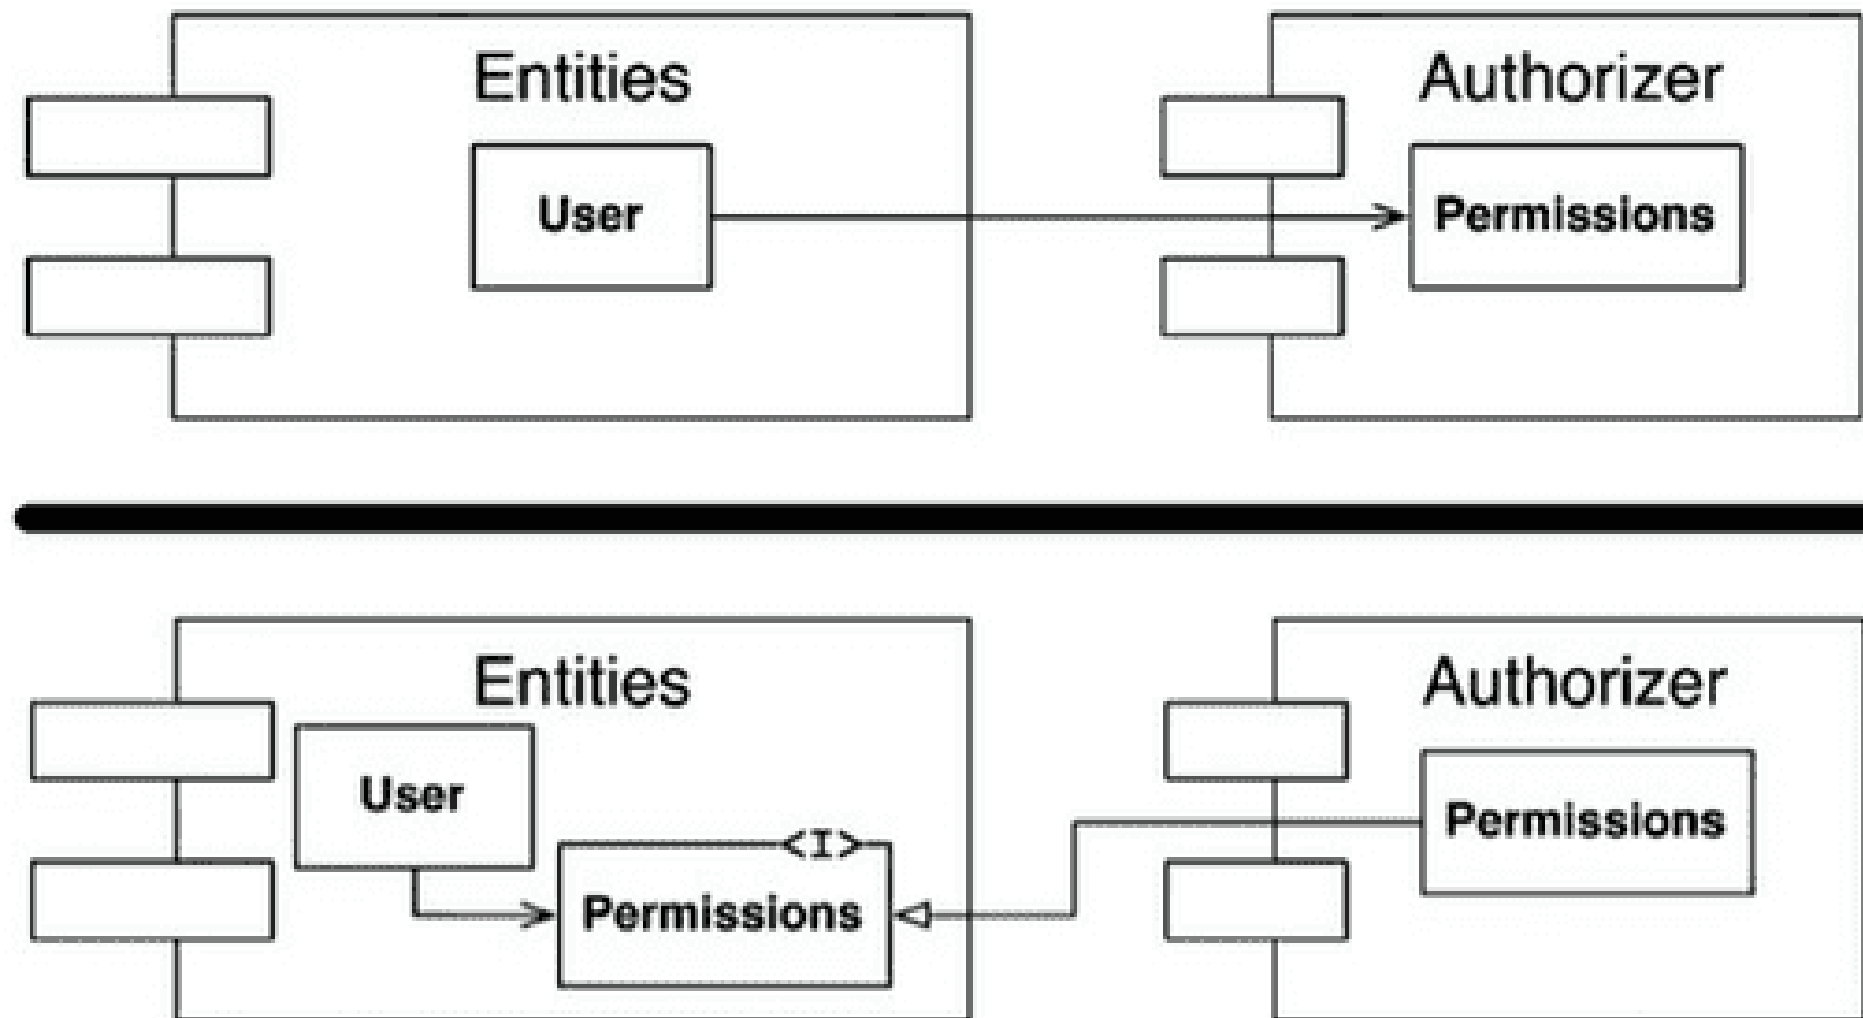 Entities
Authorizer
User
Permissions
Entities
Authorizer
User
<I>
Permissions
Permissions